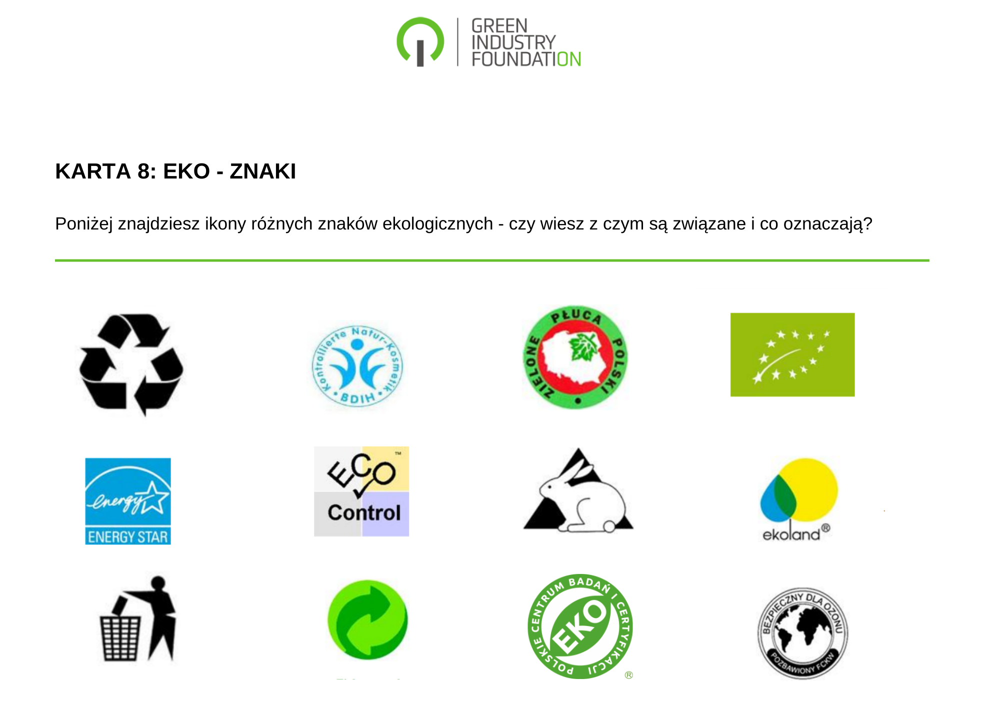 GREEN
INDUSTRY
FOUNDATION
KARTA 8: EKO - ZNAKI
Poniżej znajdziesz ikony różnych znaków ekologicznych - czy wiesz z czym są związane i co oznaczają?
Kontrollierte Natur-Kosmetik • BDIH •
ZIELONE PŁUCA POLSKI •
energy
ENERGY STAR
ECO ™
Control
ekoland®
POLSKIE CENTRUM BADAŃ I CERTYFIKACJI
EKO
®
BEZPIECZNY DLA OZONU
POZBAWIONY FCKW